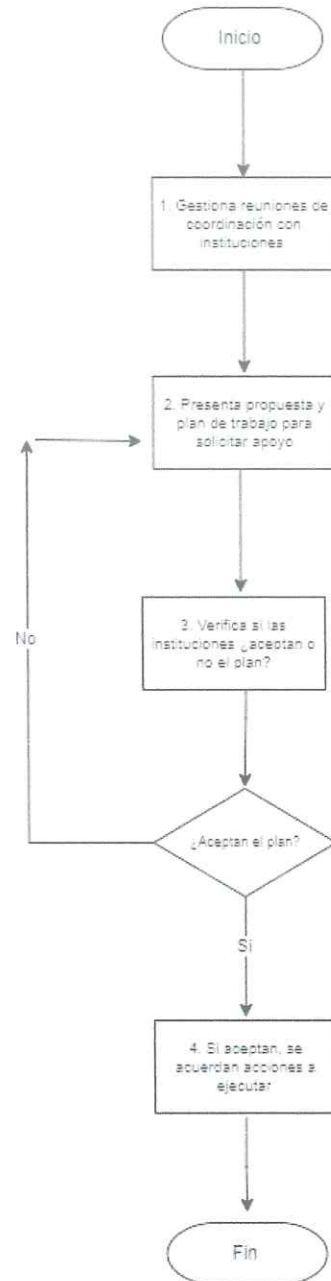 Inicio
1. Gestiona reuniones de
coordinación con
instituciones
2. Presenta propuesta y
plan de trabajo para
solicitar apoyo
3. Verifica si las
instituciones ¿aceptan o
no el plan?
No
¿Aceptan el plan?
Si
4. Si aceptan, se
acuerdan acciones a
ejecutar
Fin